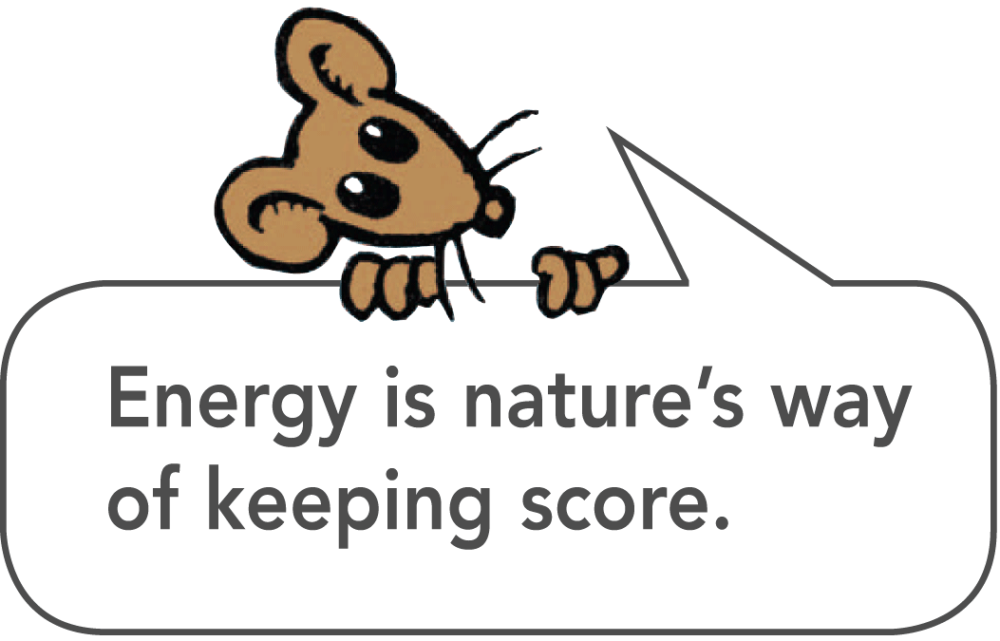 Energy is nature’s way
of keeping score.